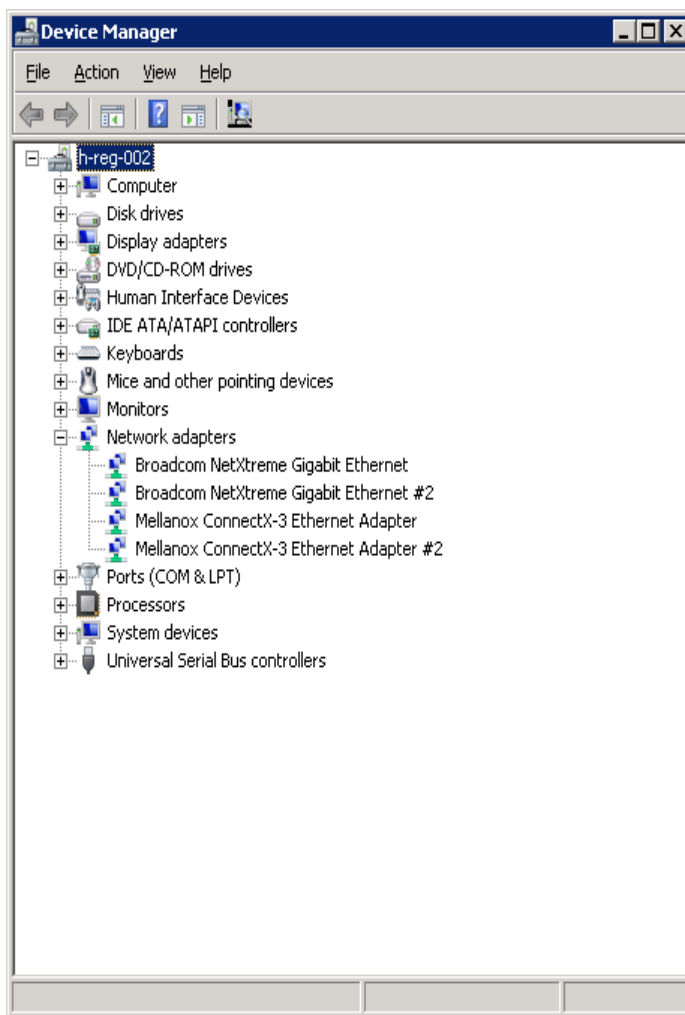 Device Manager
File Action View Help
h-reg-002
Computer
Disk drives
Display adapters
DVD/CD-ROM drives
Human Interface Devices
IDE ATA/ATAPI controllers
Keyboards
Mice and other pointing devices
Monitors
Network adapters
Broadcom NetXtreme Gigabit Ethernet
Broadcom NetXtreme Gigabit Ethernet #2
Mellanox ConnectX-3 Ethernet Adapter
Mellanox ConnectX-3 Ethernet Adapter #2
Ports (COM & LPT)
Processors
System devices
Universal Serial Bus controllers